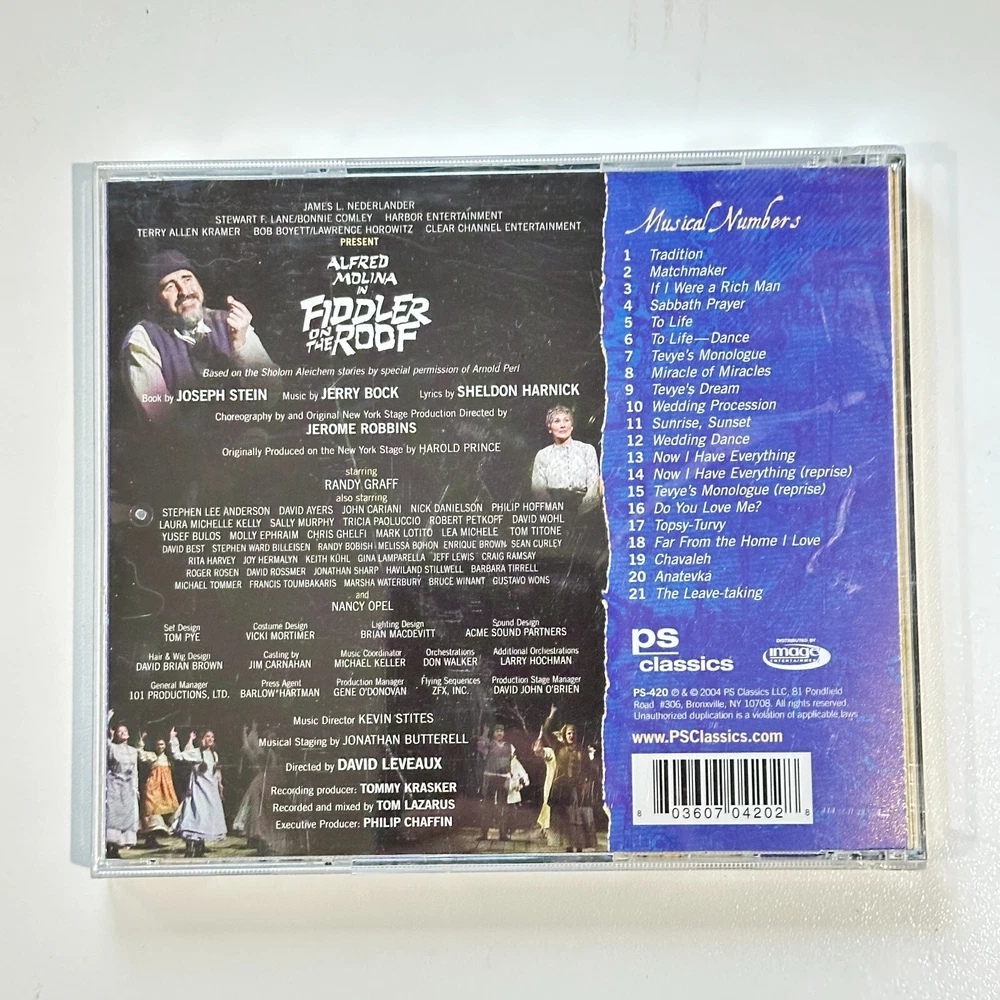 JAMES L. NEDERLANDER
STEWART F. LANE/BONNIE COMLEY HARBOR ENTERTAINMENT
TERRY ALLEN KRAMER BOB BOYETT/LAWRENCE HOROWITZ CLEAR CHANNEL ENTERTAINMENT
PRESENT
ALFRED
MOLINA
IN
FIDDLER
ON
THE ROOF
Based on the Sholom Aleichem stories by special permission of Arnold Perl
Book by JOSEPH STEIN Music by JERRY BOCK Lyrics by SHELDON HARNICK
Choreography by and Original New York Stage Production Directed by
JEROME ROBBINS
Originally Produced on the New York Stage by HAROLD PRINCE
starring
RANDY GRAFF
also starring
STEPHEN LEE ANDERSON DAVID AYERS JOHN CARIANI NICK DANIELSON PHILIP HOFFMAN
LAURA MICHELLE KELLY SALLY MURPHY TRICIA PAOLUCCIO ROBERT PETKOFF DAVID WOHL
YUSEF BULOS MOLLY EPHRAIM CHRIS GHELFI MARK LOTITO LEA MICHELE TOM TITONE
DAVID BEST STEPHEN WARD BILLEISEN RANDY BOBISH MELISSA BOHON ENRIQUE BROWN SEAN CURLEY
RITA HARVEY JOY HERMALYN KEITH KÜHL GINA LAMPARELLA JEFF LEWIS CRAIG RAMSAY
ROGER ROSEN DAVID ROSSMER JONATHAN SHARP HAVILAND STILLWELL BARBARA TIRRELL
MICHAEL TOMMER FRANCIS TOUMBAKARIS MARSHA WATERBURY BRUCE WINANT GUSTAVO WONS
and
NANCY OPEL
Set Design Costume Design Lighting Design Sound Design
TOM PYE VICKI MORTIMER BRIAN MACDEVITT ACME SOUND PARTNERS
Hair & Wig Design Casting by Music Coordinator Orchestrations Additional Orchestrations
DAVID BRIAN BROWN JIM CARNAHAN MICHAEL KELLER DON WALKER LARRY HOCHMAN
General Manager Press Agent Production Manager Flying Sequences Production Stage Manager
101 PRODUCTIONS, LTD. BARLOW*HARTMAN GENE O'DONOVAN ZFX, INC. DAVID JOHN O'BRIEN
Music Director KEVIN STITES
Musical Staging by JONATHAN BUTTERELL
Directed by DAVID LEVEAUX
Recording producer: TOMMY KRASKER
Recorded and mixed by TOM LAZARUS
Executive Producer: PHILIP CHAFFIN
Musical Numbers
1 Tradition
2 Matchmaker
3 If I Were a Rich Man
4 Sabbath Prayer
5 To Life
6 To Life—Dance
7 Tevye's Monologue
8 Miracle of Miracles
9 Tevye's Dream
10 Wedding Procession
11 Sunrise, Sunset
12 Wedding Dance
13 Now I Have Everything
14 Now I Have Everything (reprise)
15 Tevye's Monologue (reprise)
16 Do You Love Me?
17 Topsy-Turvy
18 Far From the Home I Love
19 Chavaleh
20 Anatevka
21 The Leave-taking
ps
classics
DISTRIBUTED BY
image
ENTERTAINMENT
PS-420 ℗ & © 2004 PS Classics LLC, 81 Pondfield
Road #306, Bronxville, NY 10708. All rights reserved.
Unauthorized duplication is a violation of applicable laws
www.PSClassics.com
8 03607 04202 8